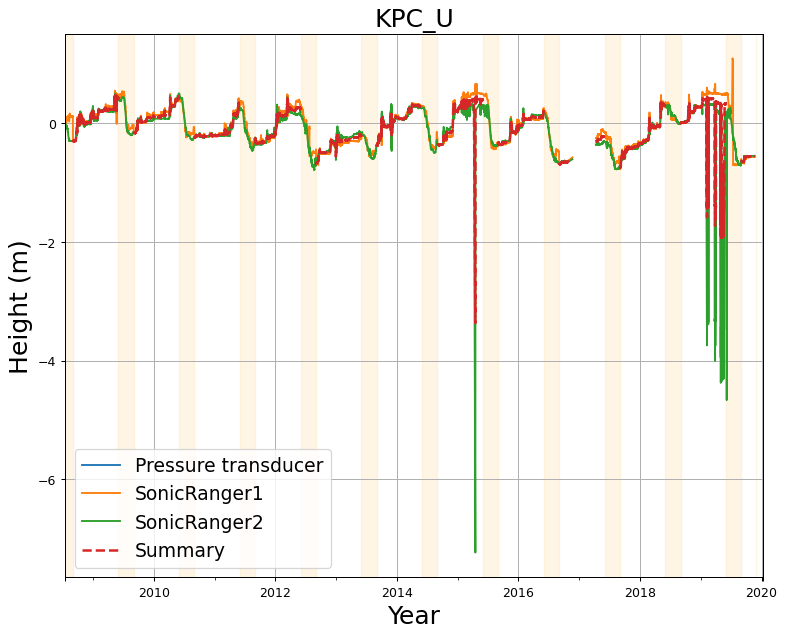 KPC_U
Height (m)
0
−2
−4
−6
Pressure transducer
SonicRanger1
SonicRanger2
Summary
2010 2012 2014 2016 2018 2020
Year